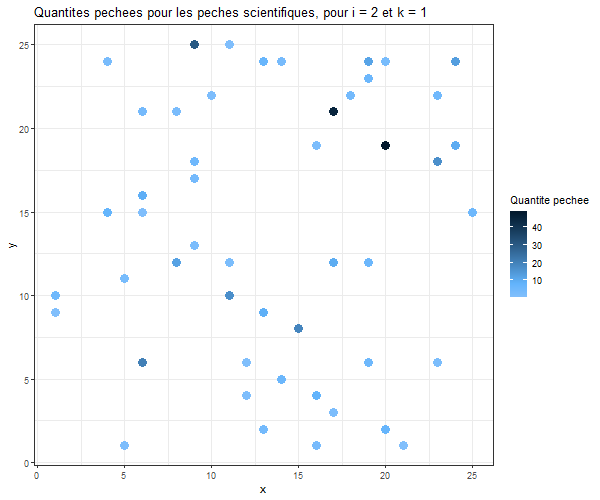 Quantites pechees pour les peches scientifiques, pour i = 2 et k = 1
25
20
15
10
5
0
y
0 5 10 15 20 25
x
Quantite pechee
40
30
20
10